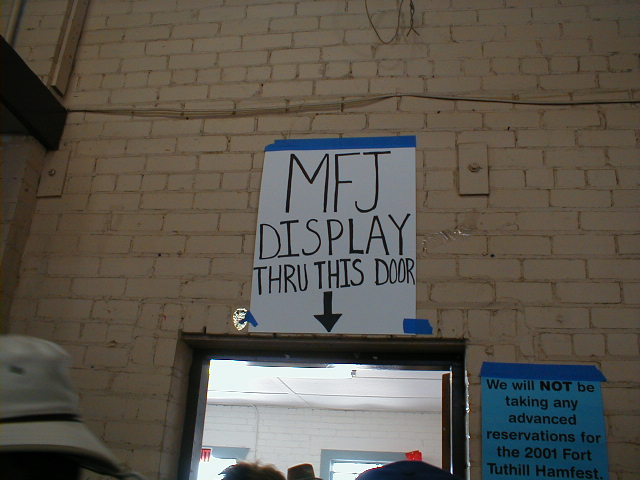 MFJ
DISPLAY
THRU THIS DOOR
We will NOT be
taking any
advanced
reservations for
the 2001 Fort
Tuthill Hamfest.